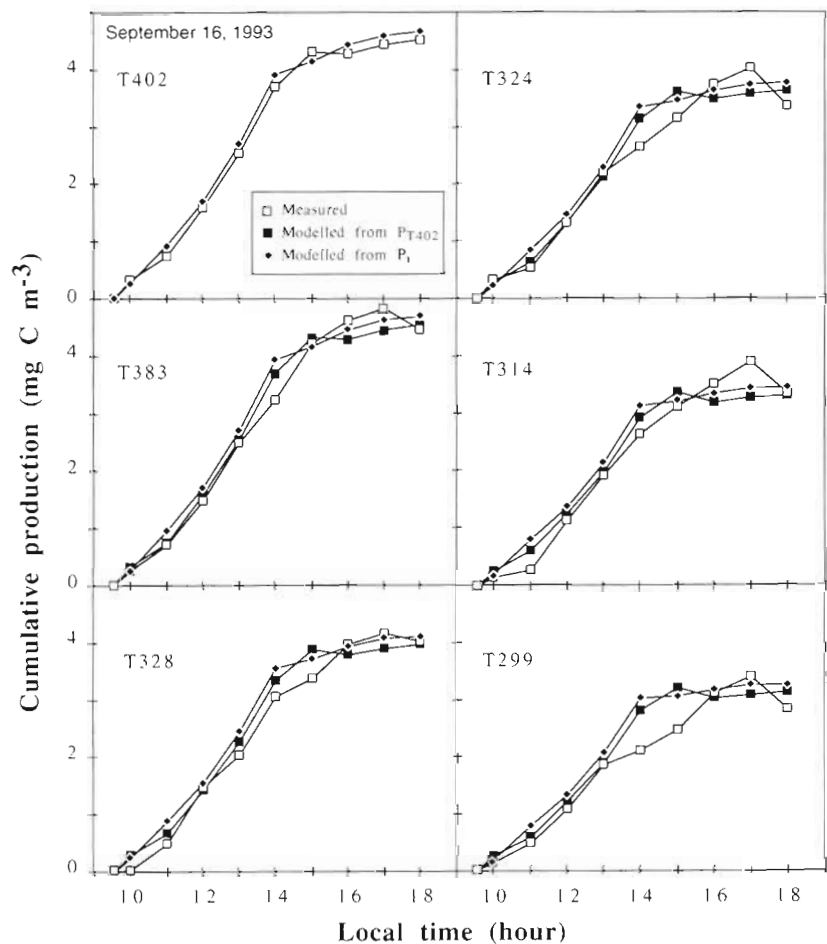 September 16, 1993
T402
T324
Measured
Modelled from P_T402
Modelled from P_I
4
2
0
T383
T314
4
2
0
T328
T299
4
2
0
10 12 14 16 18 10 12 14 16 18
Cumulative production (mg C m⁻³)
Local time (hour)